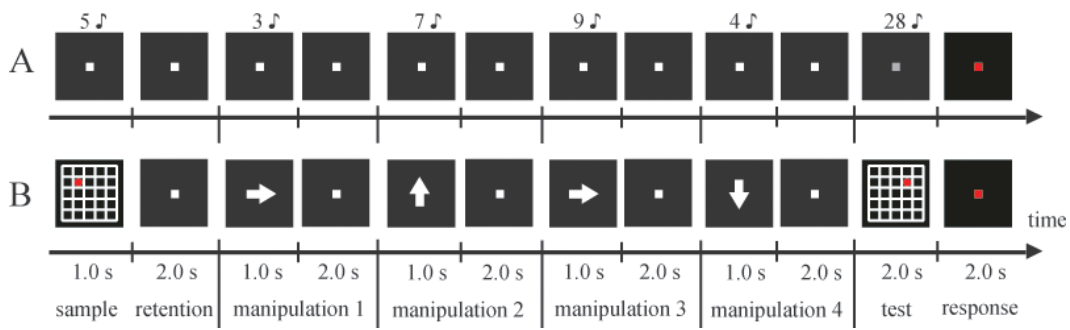 5♪ 3♪ 7♪ 9♪ 4♪ 28♪
A
B
time
1.0 s 2.0 s 1.0 s 2.0 s 1.0 s 2.0 s 1.0 s 2.0 s 1.0 s 2.0 s 2.0 s 2.0 s
sample retention manipulation 1 manipulation 2 manipulation 3 manipulation 4 test response